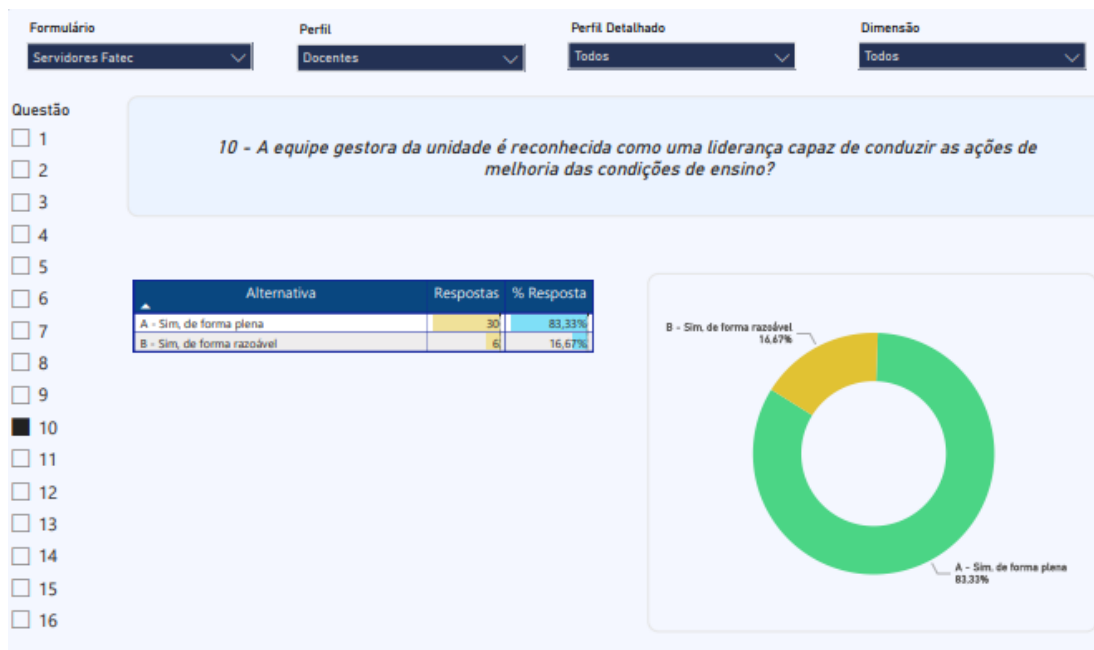 Formulário
Perfil
Perfil Detalhado
Dimensão
Servidores Fatec
Docentes
Todos
Todos
Questão
1
2
3
4
5
6
7
8
9
10
11
12
13
14
15
16
10 - A equipe gestora da unidade é reconhecida como uma liderança capaz de conduzir as ações de
melhoria das condições de ensino?
Alternativa Respostas % Resposta
A - Sim, de forma plena 30 83,33%
B - Sim, de forma razoável 6 16,67%
B - Sim, de forma razoável
16,67%
A - Sim, de forma plena
83,33%